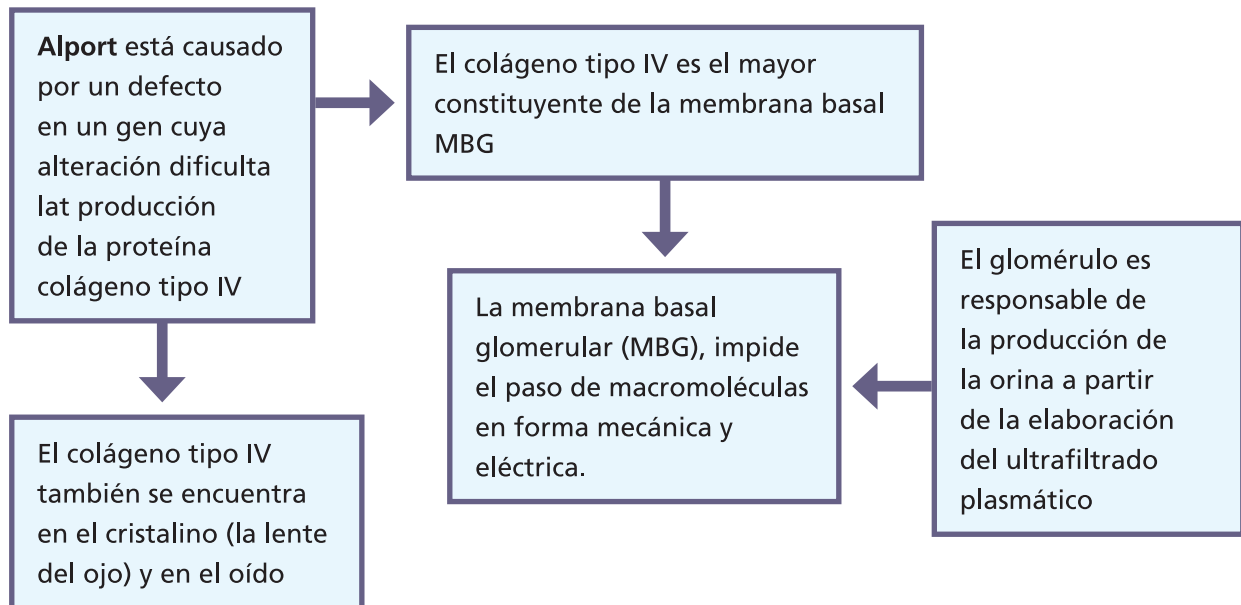 Alport está causado
por un defecto
en un gen cuya
alteración dificulta
lat producción
de la proteína
colágeno tipo IV
El colágeno tipo IV es el mayor
constituyente de la membrana basal
MBG
La membrana basal
glomerular (MBG), impide
el paso de macromoléculas
en forma mecánica y
eléctrica.
El glomérulo es
responsable de
la producción de
la orina a partir
de la elaboración
del ultrafiltrado
plasmático
El colágeno tipo IV
también se encuentra
en el cristalino (la lente
del ojo) y en el oído